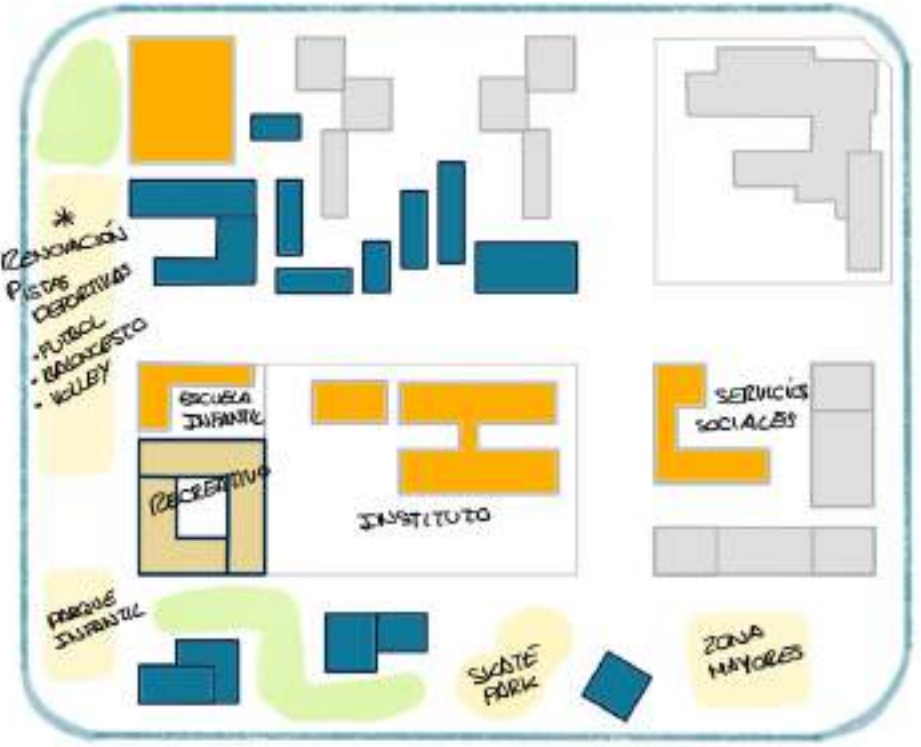 *
RENOVACIÓN
PISTAS
DEPORTIVAS
• FUTBOL
• BALONCESTO
• VOLLEY
ESCUELA
INFANTIL
RECREATIVO
INSTITUTO
SERVICIOS
SOCIALES
PARQUE
INFANTIL
SKATE
PARK
ZONA
MAYORES